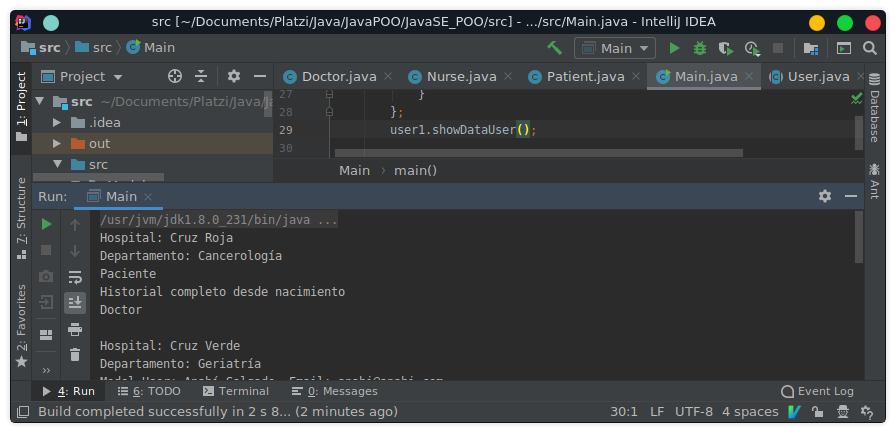 src [~/Documents/Platzi/Java/JavaPOO/JavaSE_POO/src] - .../src/Main.java - IntelliJ IDEA
src src Main
Main
Project
Doctor.java Nurse.java Patient.java Main.java User.java
1: Project
7: Structure
2: Favorites
Database
Ant
src ~/Documents/Platzi/Java/
.idea
out
src
27 }
28 };
29 user1.showDataUser();
30
Main main()
Run: Main
/usr/jvm/jdk1.8.0_231/bin/java ...
Hospital: Cruz Roja
Departamento: Cancerología
Paciente
Historial completo desde nacimiento
Doctor
Hospital: Cruz Verde
Departamento: Geriatría
4: Run 6: TODO Terminal 0: Messages Event Log
Build completed successfully in 2 s 8... (2 minutes ago) 30:1 LF UTF-8 4 spaces